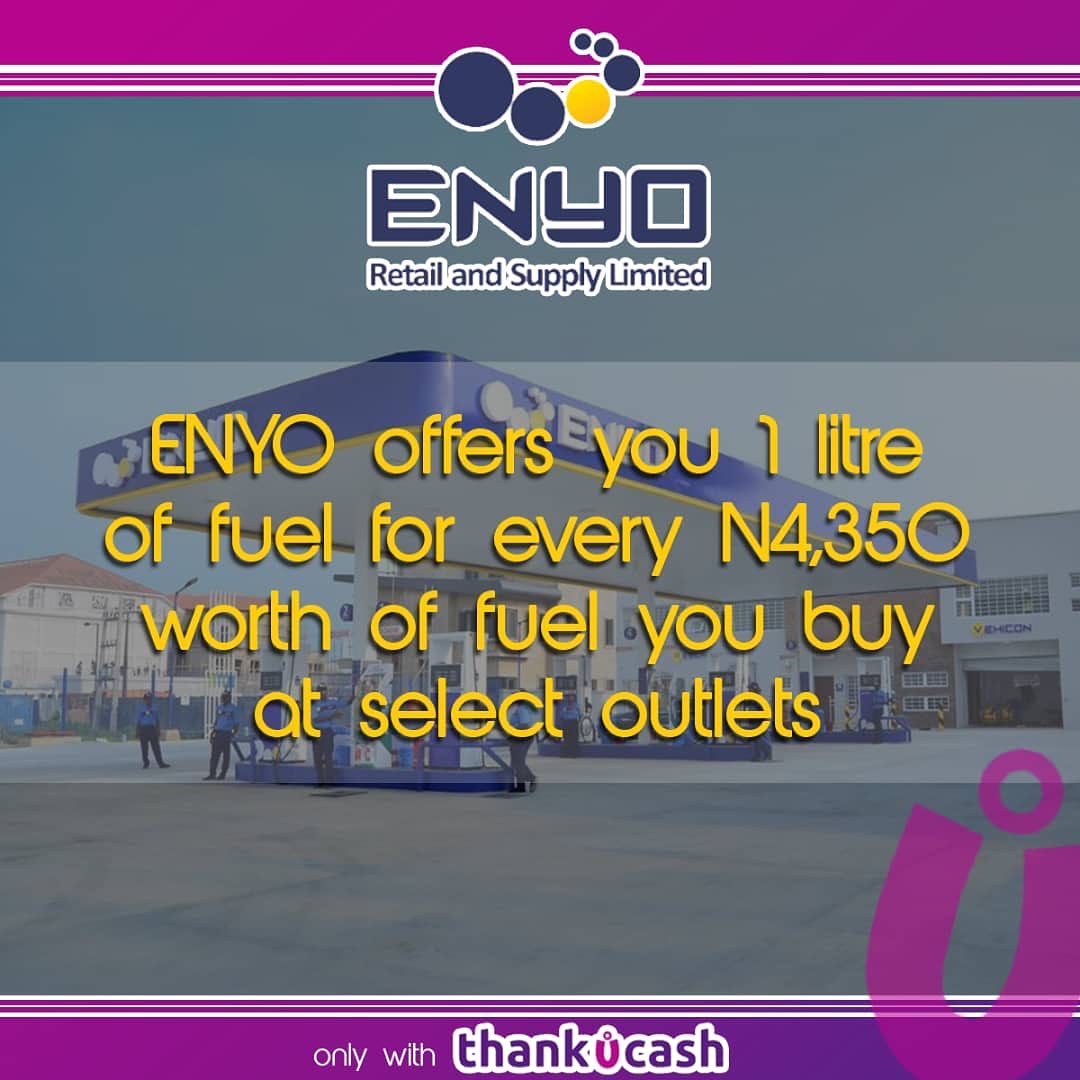 ENYO
Retail and Supply Limited
ENYO offers you 1 litre
of fuel for every N4,350
worth of fuel you buy
at select outlets
VEHICON
only with thankucash